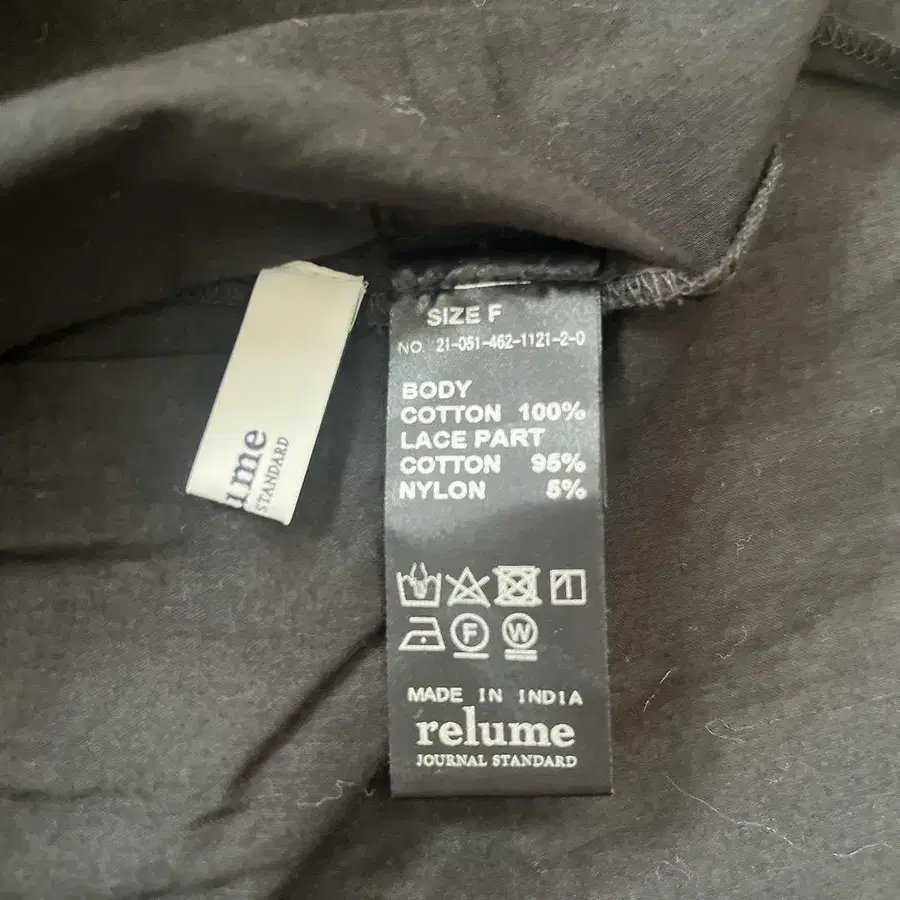 SIZE F
NO. 21-051-462-1121-2-0
BODY
COTTON 100%
LACE PART
COTTON 95%
NYLON 5%
F W
MADE IN INDIA
relume
JOURNAL STANDARD
ume
STANDARD